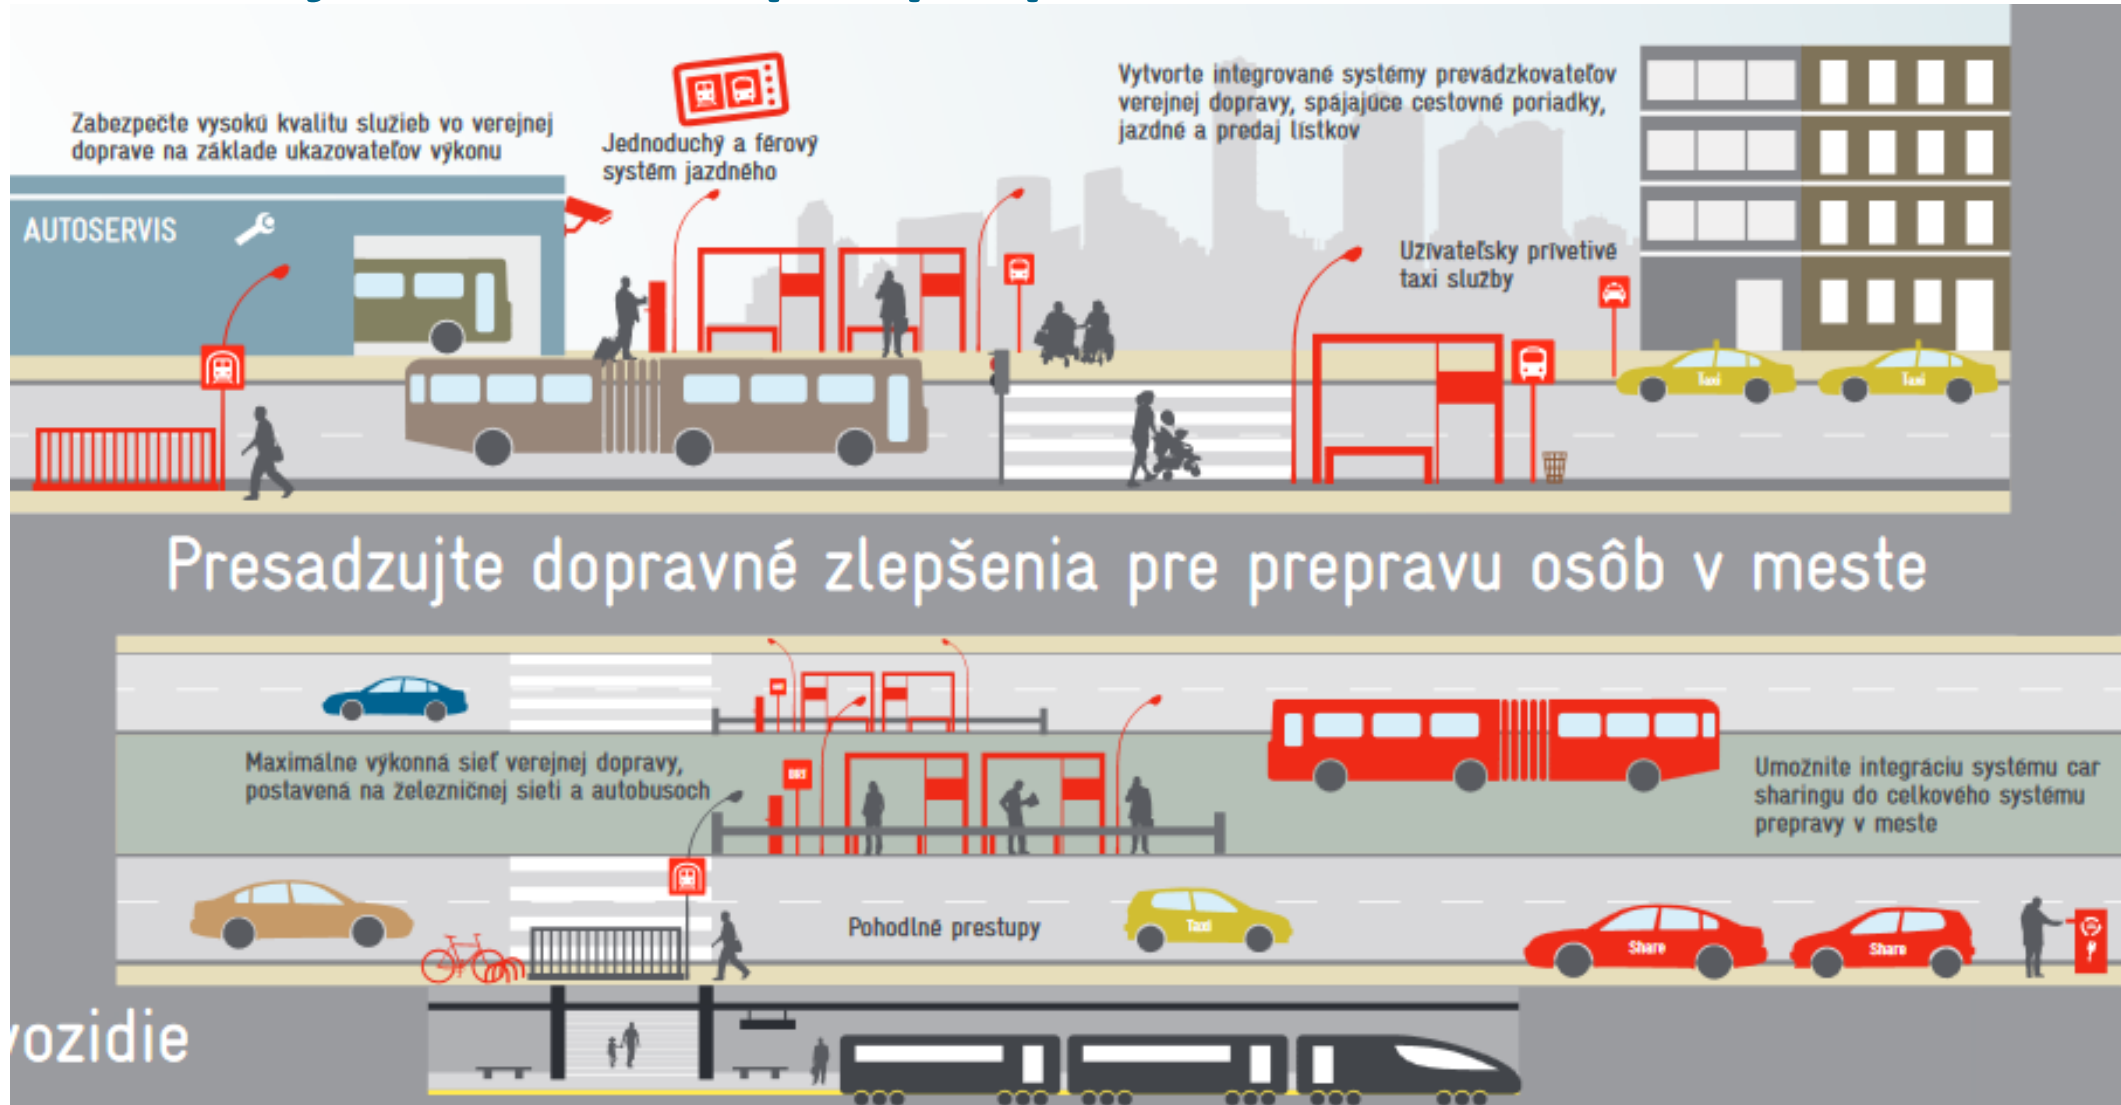 Zabezpečte vysokú kvalitu služieb vo verejnej
doprave na základe ukazovateľov výkonu
Jednoduchý a férový
systém jazdného
Vytvorte integrované systémy prevádzkovateľov
verejnej dopravy, spájajúce cestovné poriadky,
jazdné a predaj lístkov
AUTOSERVIS
Uzívateľsky prívetivé
taxi služby
Taxi
Taxi
Presadzujte dopravné zlepšenia pre prepravu osôb v meste
Maximálne výkonná sieť verejnej dopravy,
postavená na železničnej sieti a autobusoch
BRT
Umožnite integráciu systému car
sharingu do celkového systému
prepravy v meste
Pohodlné prestupy
Taxi
Share
Share
vozidie